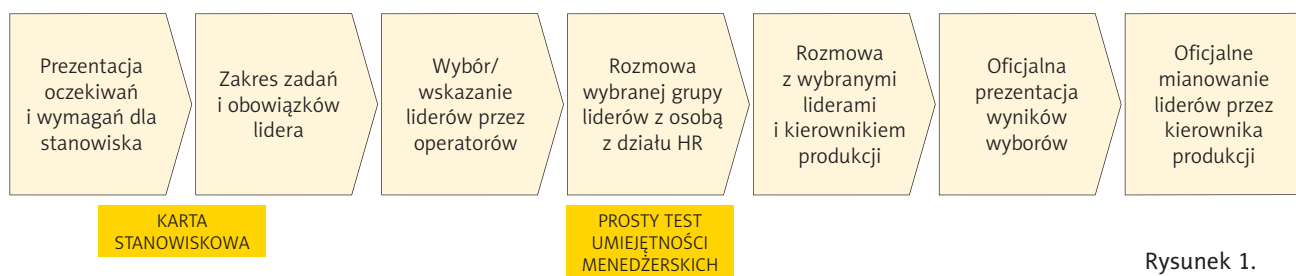 Prezentacja
oczekiwań
i wymagań dla
stanowiska
Zakres zadań
i obowiązków
lidera
Wybór/
wskazanie
liderów przez
operatorów
Rozmowa
wybranej grupy
liderów z osobą
z działu HR
Rozmowa
z wybranymi
liderami
i kierownikiem
produkcji
Oficjalna
prezentacja
wyników
wyborów
Oficjalne
mianowanie
liderów przez
kierownika
produkcji
KARTA
STANOWISKOWA
PROSTY TEST
UMIEJĘTNOŚCI
MENEDŻERSKICH
Rysunek 1.